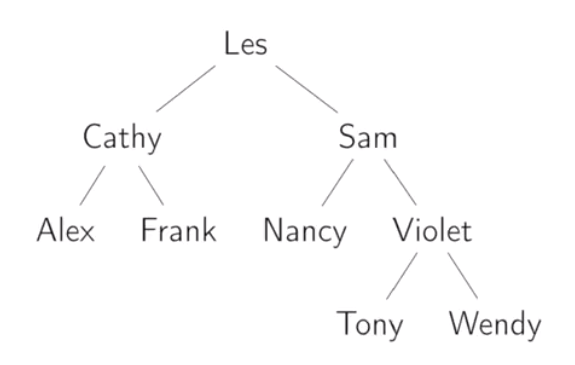 Les
Cathy Sam
Alex Frank Nancy Violet
Tony Wendy